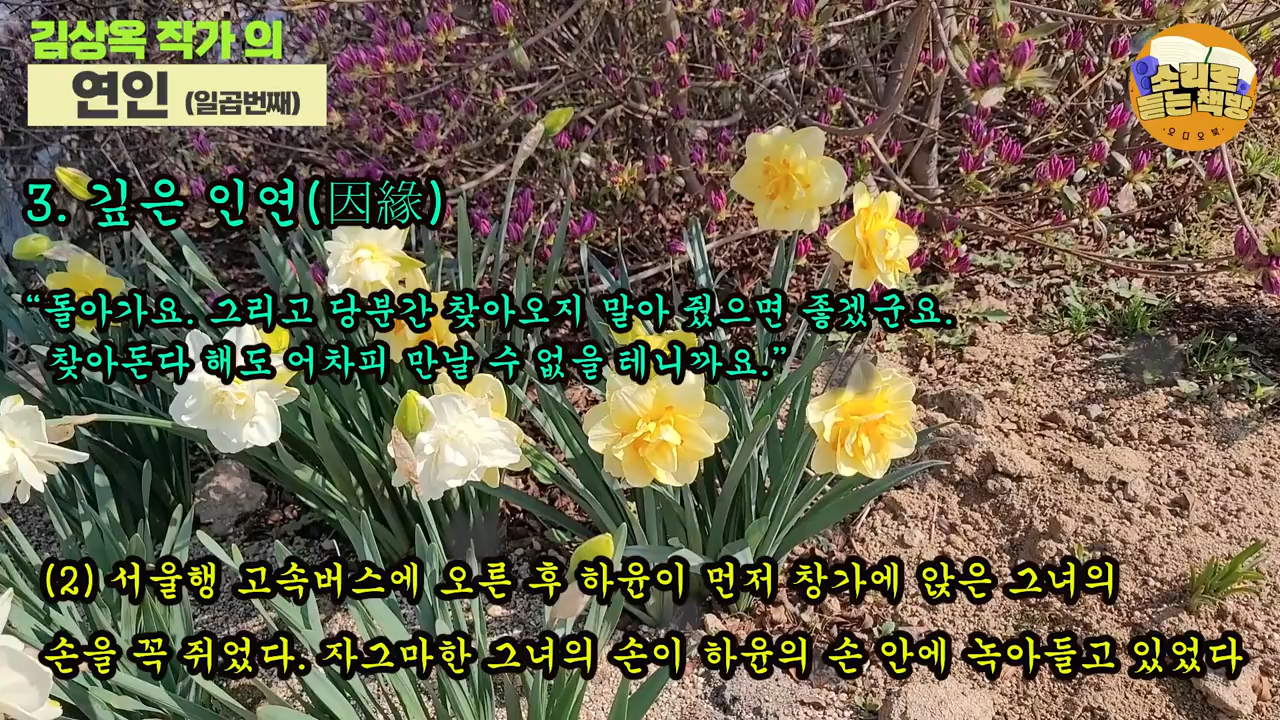 김상옥 작가 의
연인 (일곱번째)
소리로
듣는 책방
·오디오북·
3. 깊은 인연(因緣)
“돌아가요. 그리고 당분간 찾아오지 말아 줬으면 좋겠군요.
찾아돈다 해도 어차피 만날 수 없을 테니까요.”
(2) 서울행 고속버스에 오른 후 하윤이 먼저 창가에 앉은 그녀의
손을 꼭 쥐었다. 자그마한 그녀의 손이 하윤의 손 안에 녹아들고 있었다